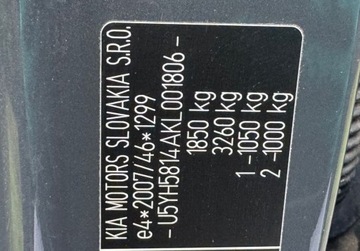 KIA MOTORS SLOVAKIA S.R.O.
e4*2007/46*1299
- U5YH5814AKL001806 -
1850 kg
3260 kg
1 - 1050 kg
2 - 1000 kg